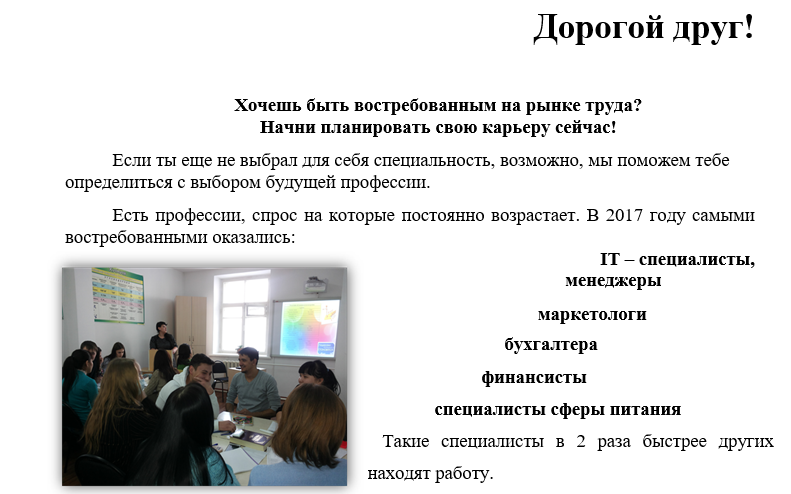 Дорогой друг!
Хочешь быть востребованным на рынке труда?
Начни планировать свою карьеру сейчас!
Если ты еще не выбрал для себя специальность, возможно, мы поможем тебе
определиться с выбором будущей профессии.
Есть профессии, спрос на которые постоянно возрастает. В 2017 году самыми
востребованными оказались:
IT – специалисты,
менеджеры
маркетологи
бухгалтера
финансисты
специалисты сферы питания
Такие специалисты в 2 раза быстрее других
находят работу.